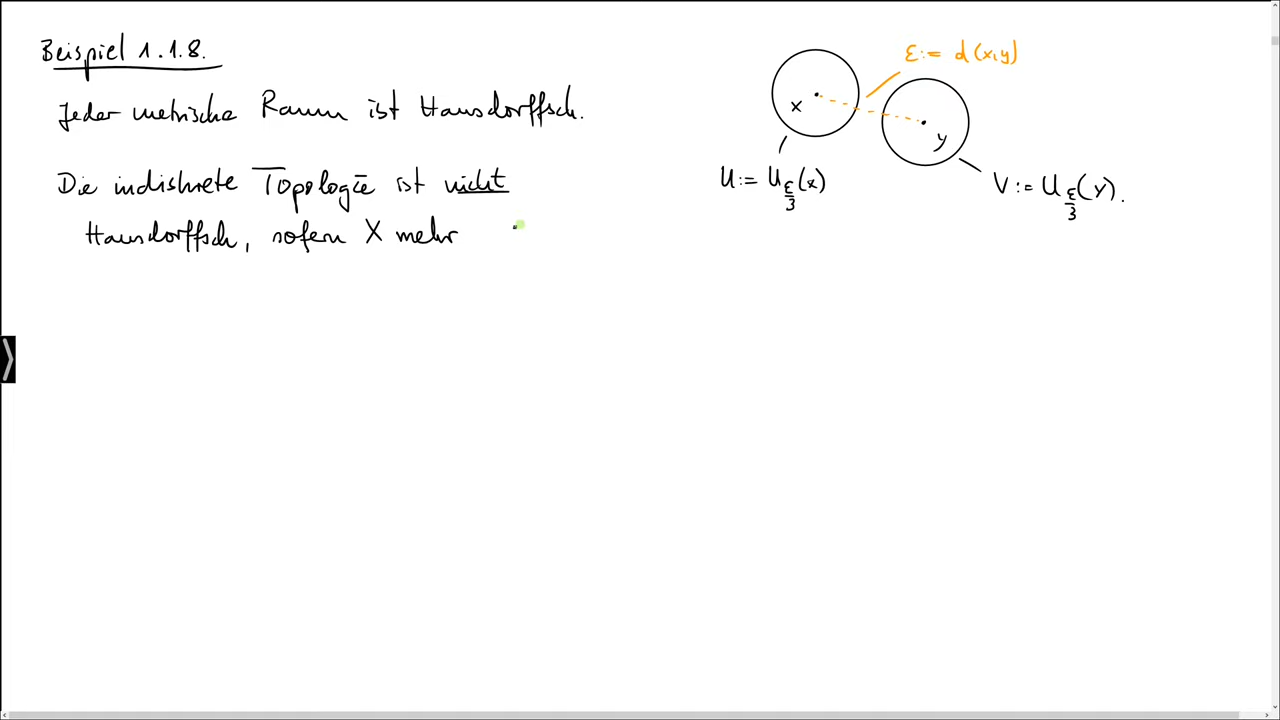 Beispiel 1.1.8.
Jeder metrische Raum ist Hausdorffsch.
Die indiskrete Topologie ist nicht
Hausdorffsch, sofern X mehr
ε := d(x,y)
x
y
U := U_{ε/3}(x)
V := U_{ε/3}(y).